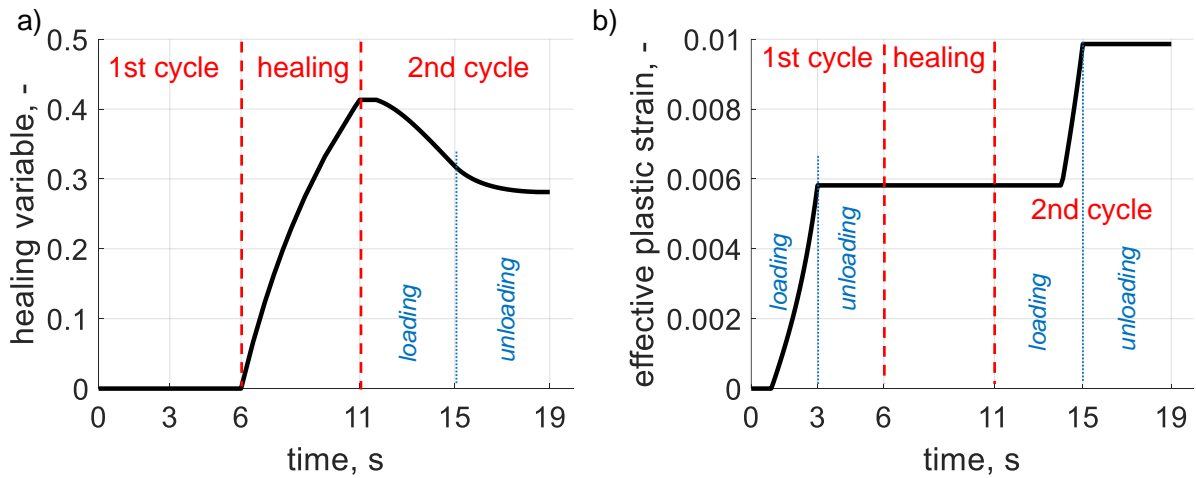 a)
0.5
0.4
0.3
0.2
0.1
0
healing variable, -
1st cycle
healing
2nd cycle
loading
unloading
0 3 6 11 15 19
time, s
b)
0.01
0.008
0.006
0.004
0.002
0
effective plastic strain, -
1st cycle
healing
2nd cycle
loading
unloading
loading
unloading
0 3 6 11 15 19
time, s